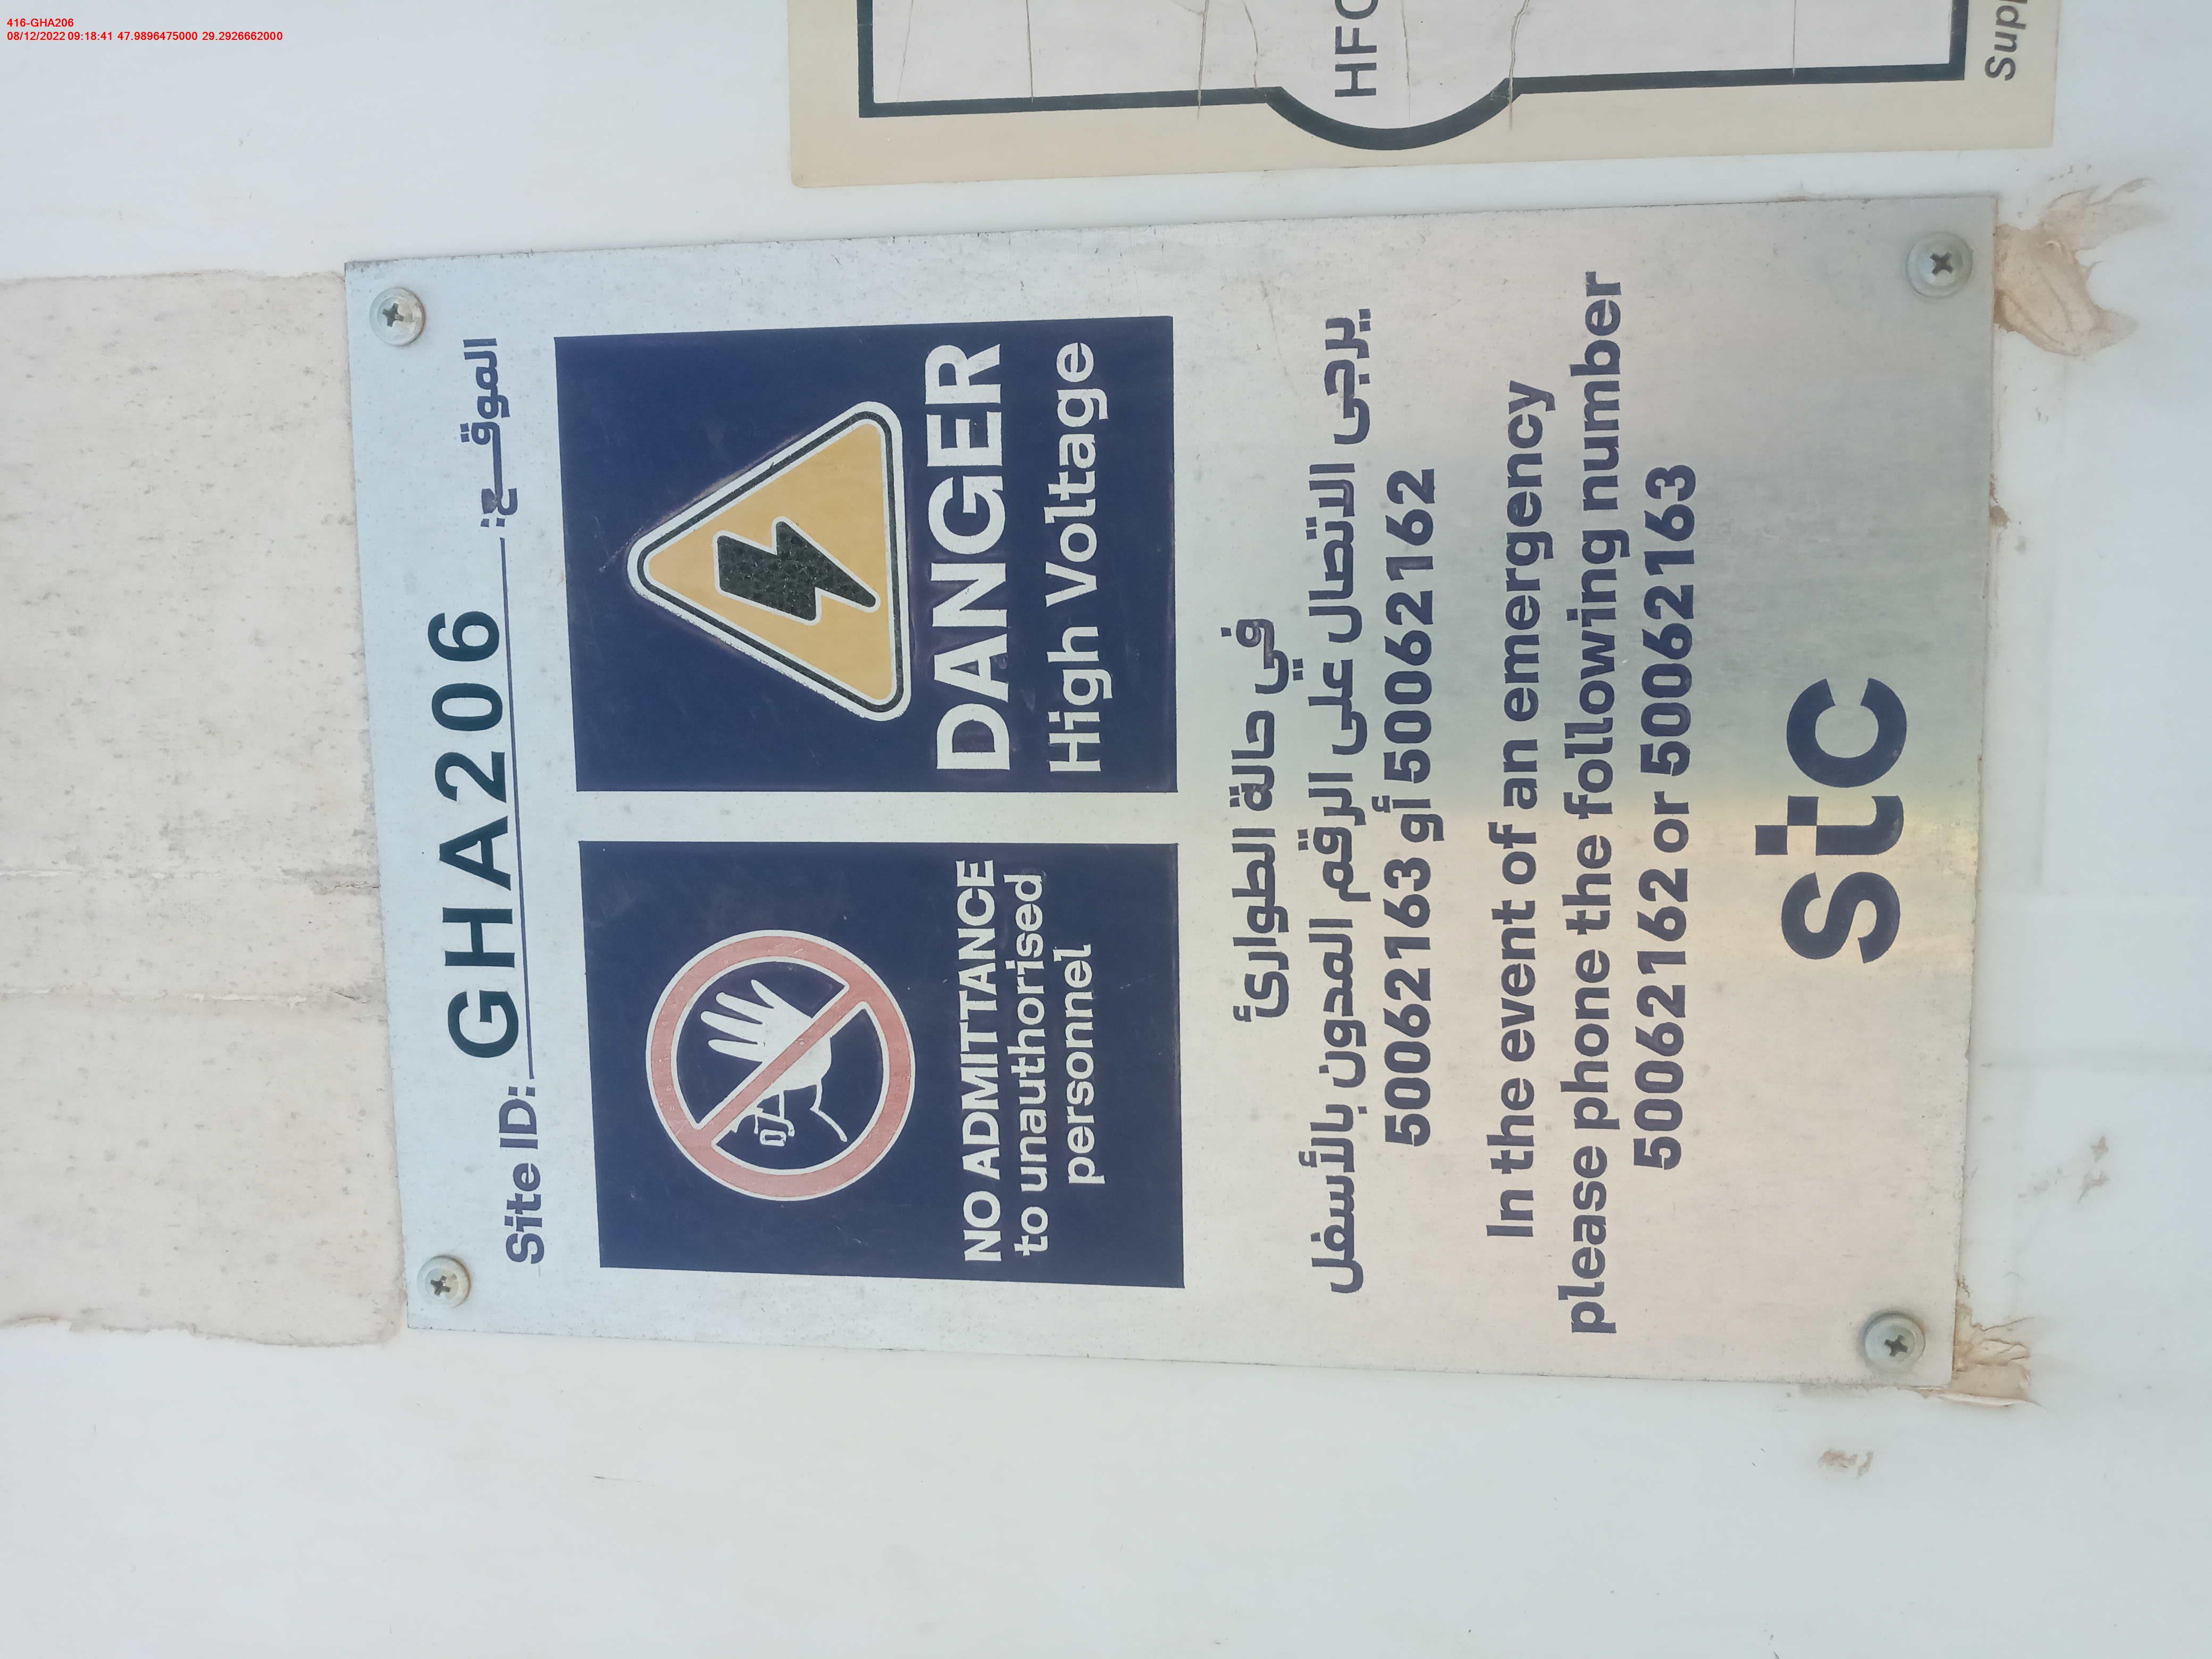 416-GHA206
08/12/2022 09:18:41 47.9896475000 29.2926662000
HFC
Supp
Site ID: GHA206 الموقـــع:
NO ADMITTANCE
to unauthorised
personnel
DANGER
High Voltage
في حالة الطوارئ
يرجى الاتصال على الرقم المدون بالأسفل
50062163 أو 50062162
In the event of an emergency
please phone the following number
50062162 or 50062163
stc